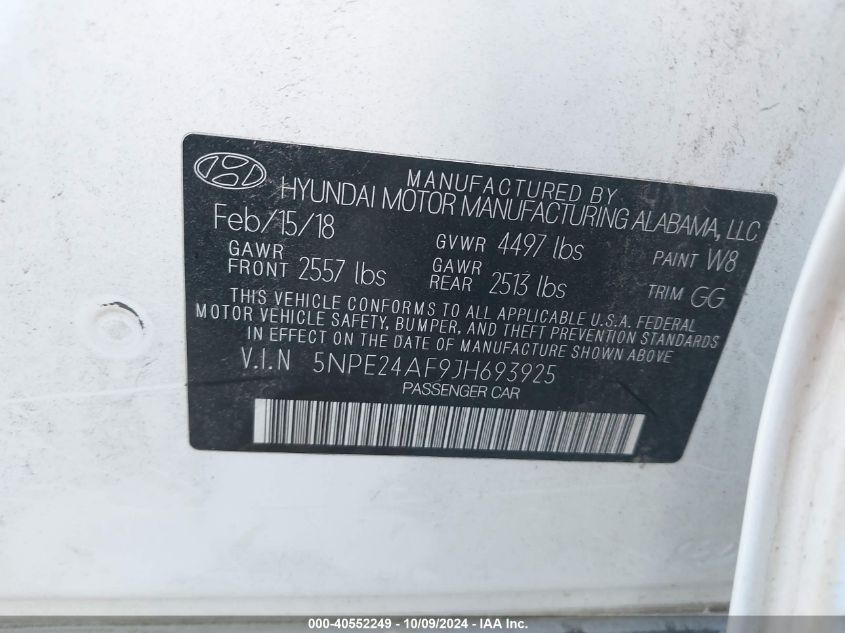 MANUFACTURED BY
HYUNDAI MOTOR MANUFACTURING ALABAMA, LLC
Feb/15/18 GVWR 4497 lbs PAINT W8
GAWR FRONT 2557 lbs GAWR REAR 2513 lbs TRIM GG
THIS VEHICLE CONFORMS TO ALL APPLICABLE U.S.A. FEDERAL
MOTOR VEHICLE SAFETY, BUMPER, AND THEFT PREVENTION STANDARDS
IN EFFECT ON THE DATE OF MANUFACTURE SHOWN ABOVE
V.I.N 5NPE24AF9JH693925
PASSENGER CAR
000-40552249 - 10/09/2024 - IAA Inc.